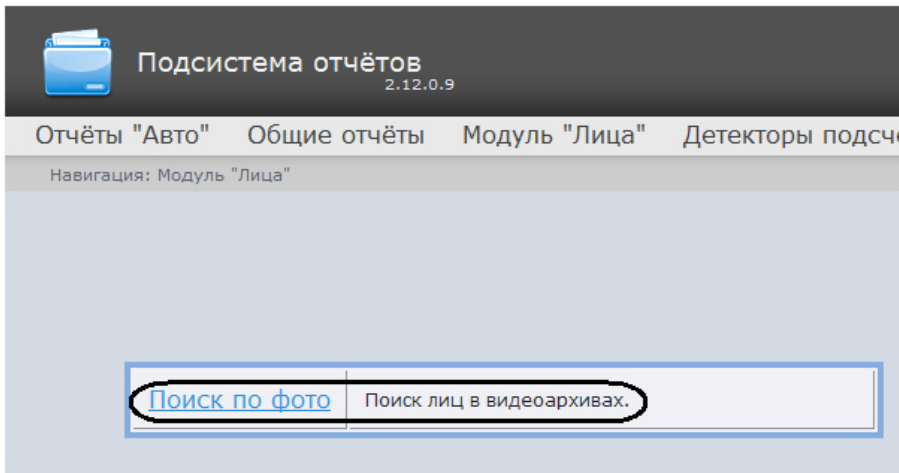 Подсистема отчётов
2.12.0.9
Отчёты "Авто" Общие отчёты Модуль "Лица" Детекторы
Навигация: Модуль "Лица"
Поиск по фото Поиск лиц в видеоархивах.